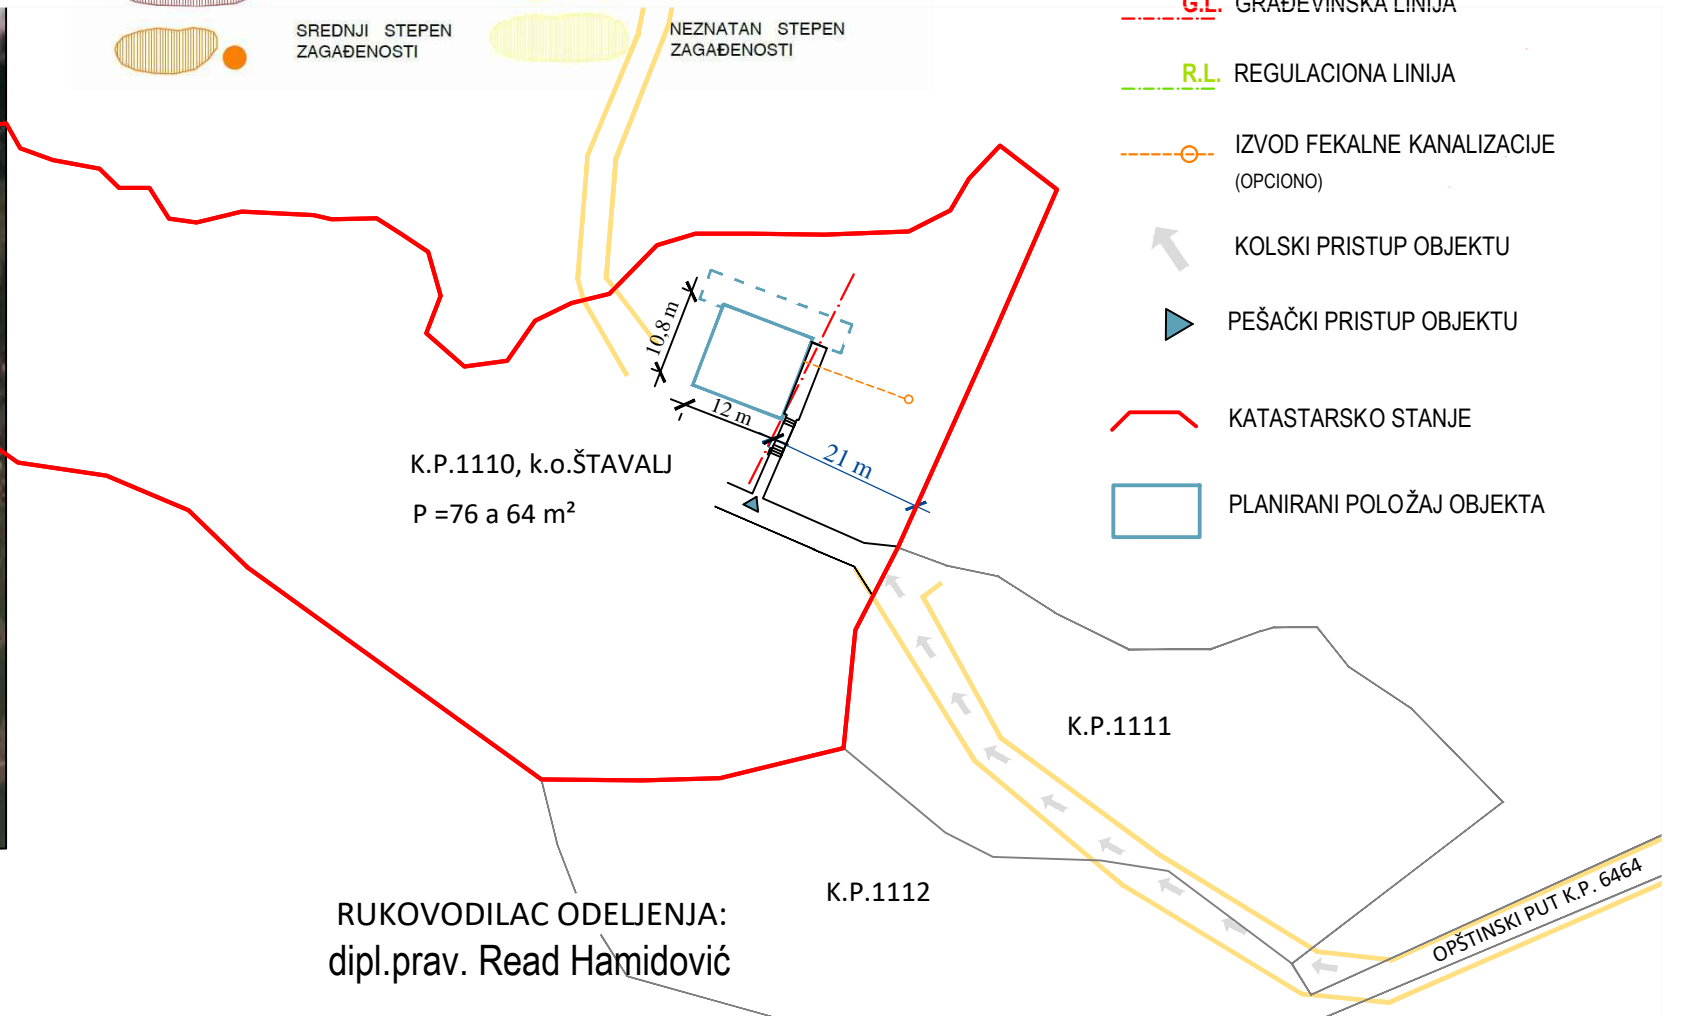 SREDNJI STEPEN
ZAGAĐENOSTI
NEZNATAN STEPEN
ZAGAĐENOSTI
G.L. GRAĐEVINSKA LINIJA
R.L. REGULACIONA LINIJA
IZVOD FEKALNE KANALIZACIJE
(OPCIONO)
KOLSKI PRISTUP OBJEKTU
PEŠAČKI PRISTUP OBJEKTU
KATASTARSKO STANJE
PLANIRANI POLOŽAJ OBJEKTA
10,8 m
12 m
21 m
K.P.1110, k.o.ŠTAVALJ
P =76 a 64 m²
K.P.1111
K.P.1112
OPŠTINSKI PUT K.P. 6464
RUKOVODILAC ODELJENJA:
dipl.prav. Read Hamidović